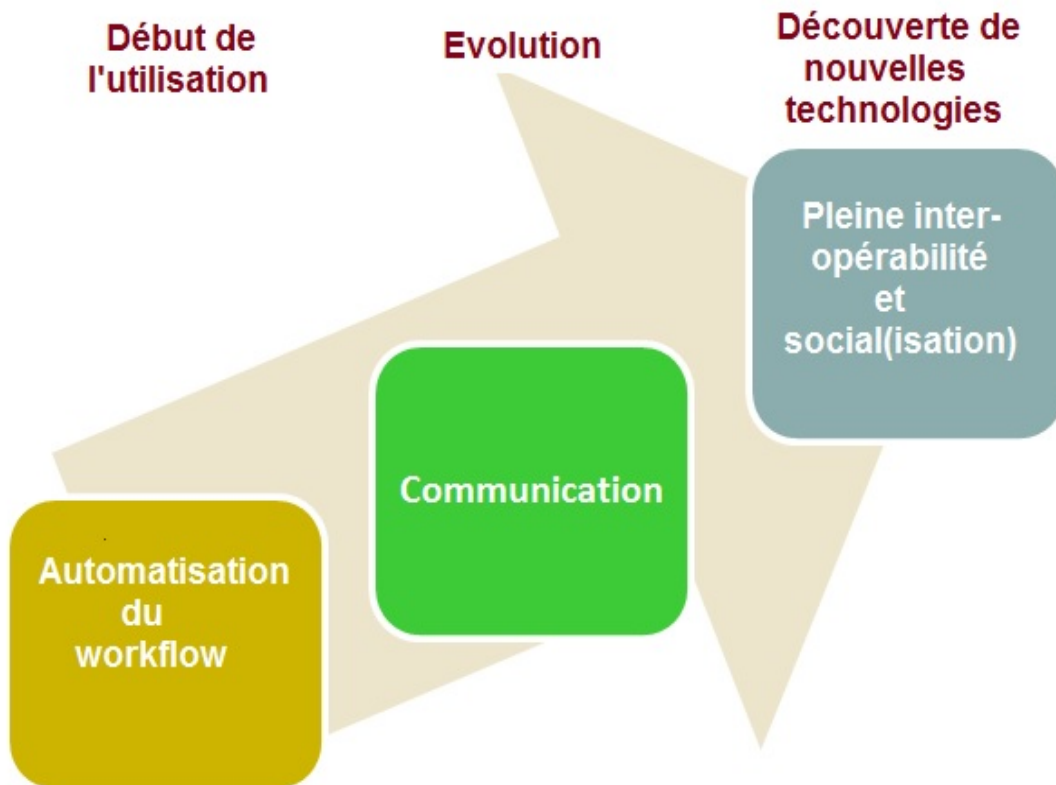 Début de
l'utilisation
Evolution
Découverte de
nouvelles
technologies
Pleine inter-
opérabilité
et
social(isation)
Communication
Automatisation
du
workflow